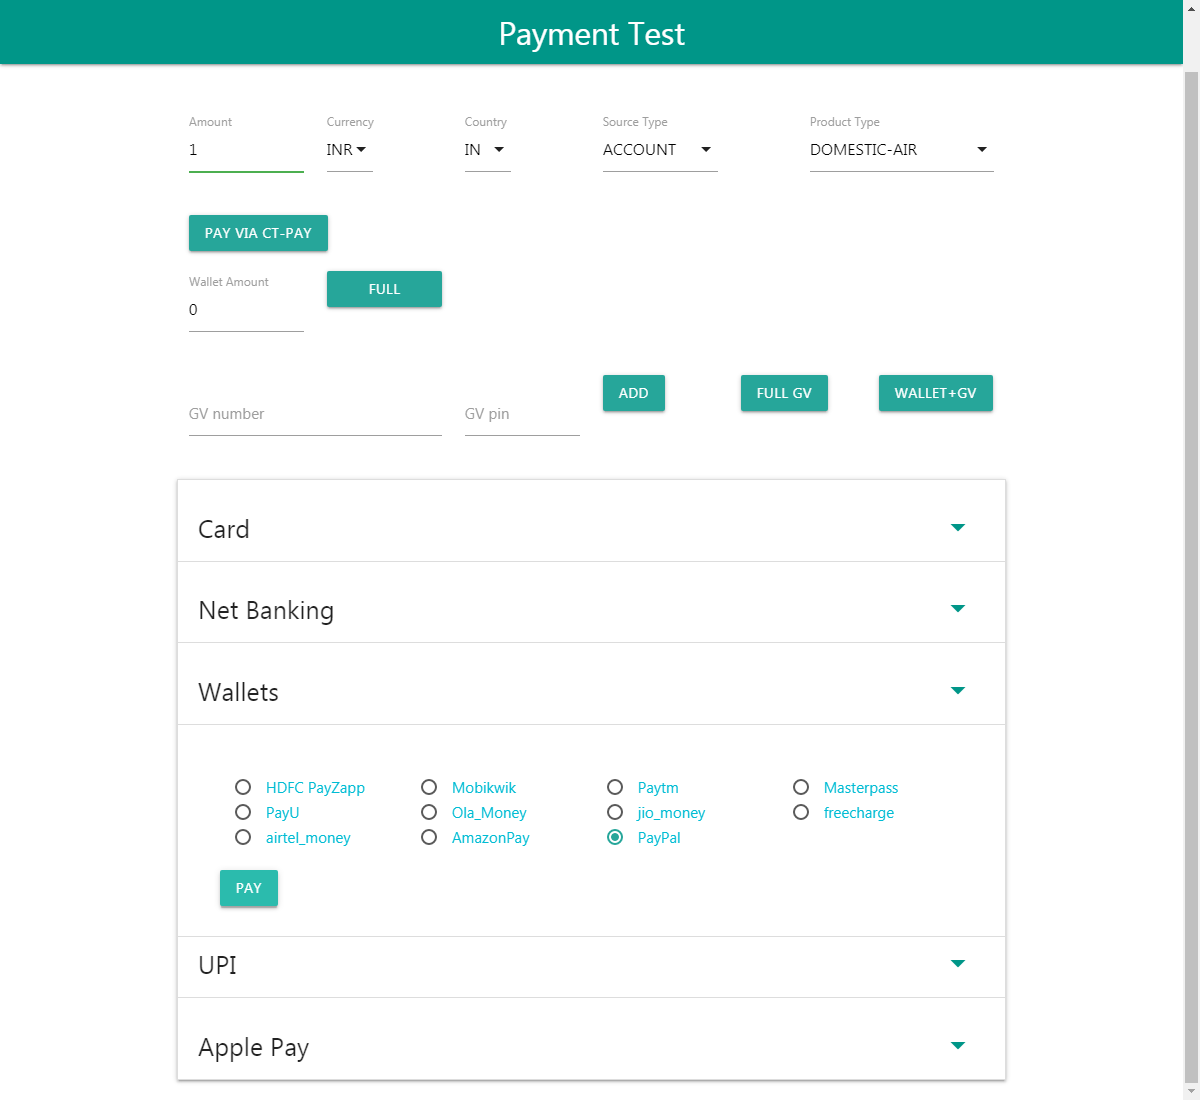 Payment Test
Amount Currency Country Source Type Product Type
1 INR IN ACCOUNT DOMESTIC-AIR
PAY VIA CT-PAY
Wallet Amount FULL
0
ADD FULL GV WALLET+GV
GV number GV pin
Card
Net Banking
Wallets
HDFC PayZapp Mobikwik Paytm Masterpass
PayU Ola_Money jio_money freecharge
airtel_money AmazonPay PayPal
PAY
UPI
Apple Pay